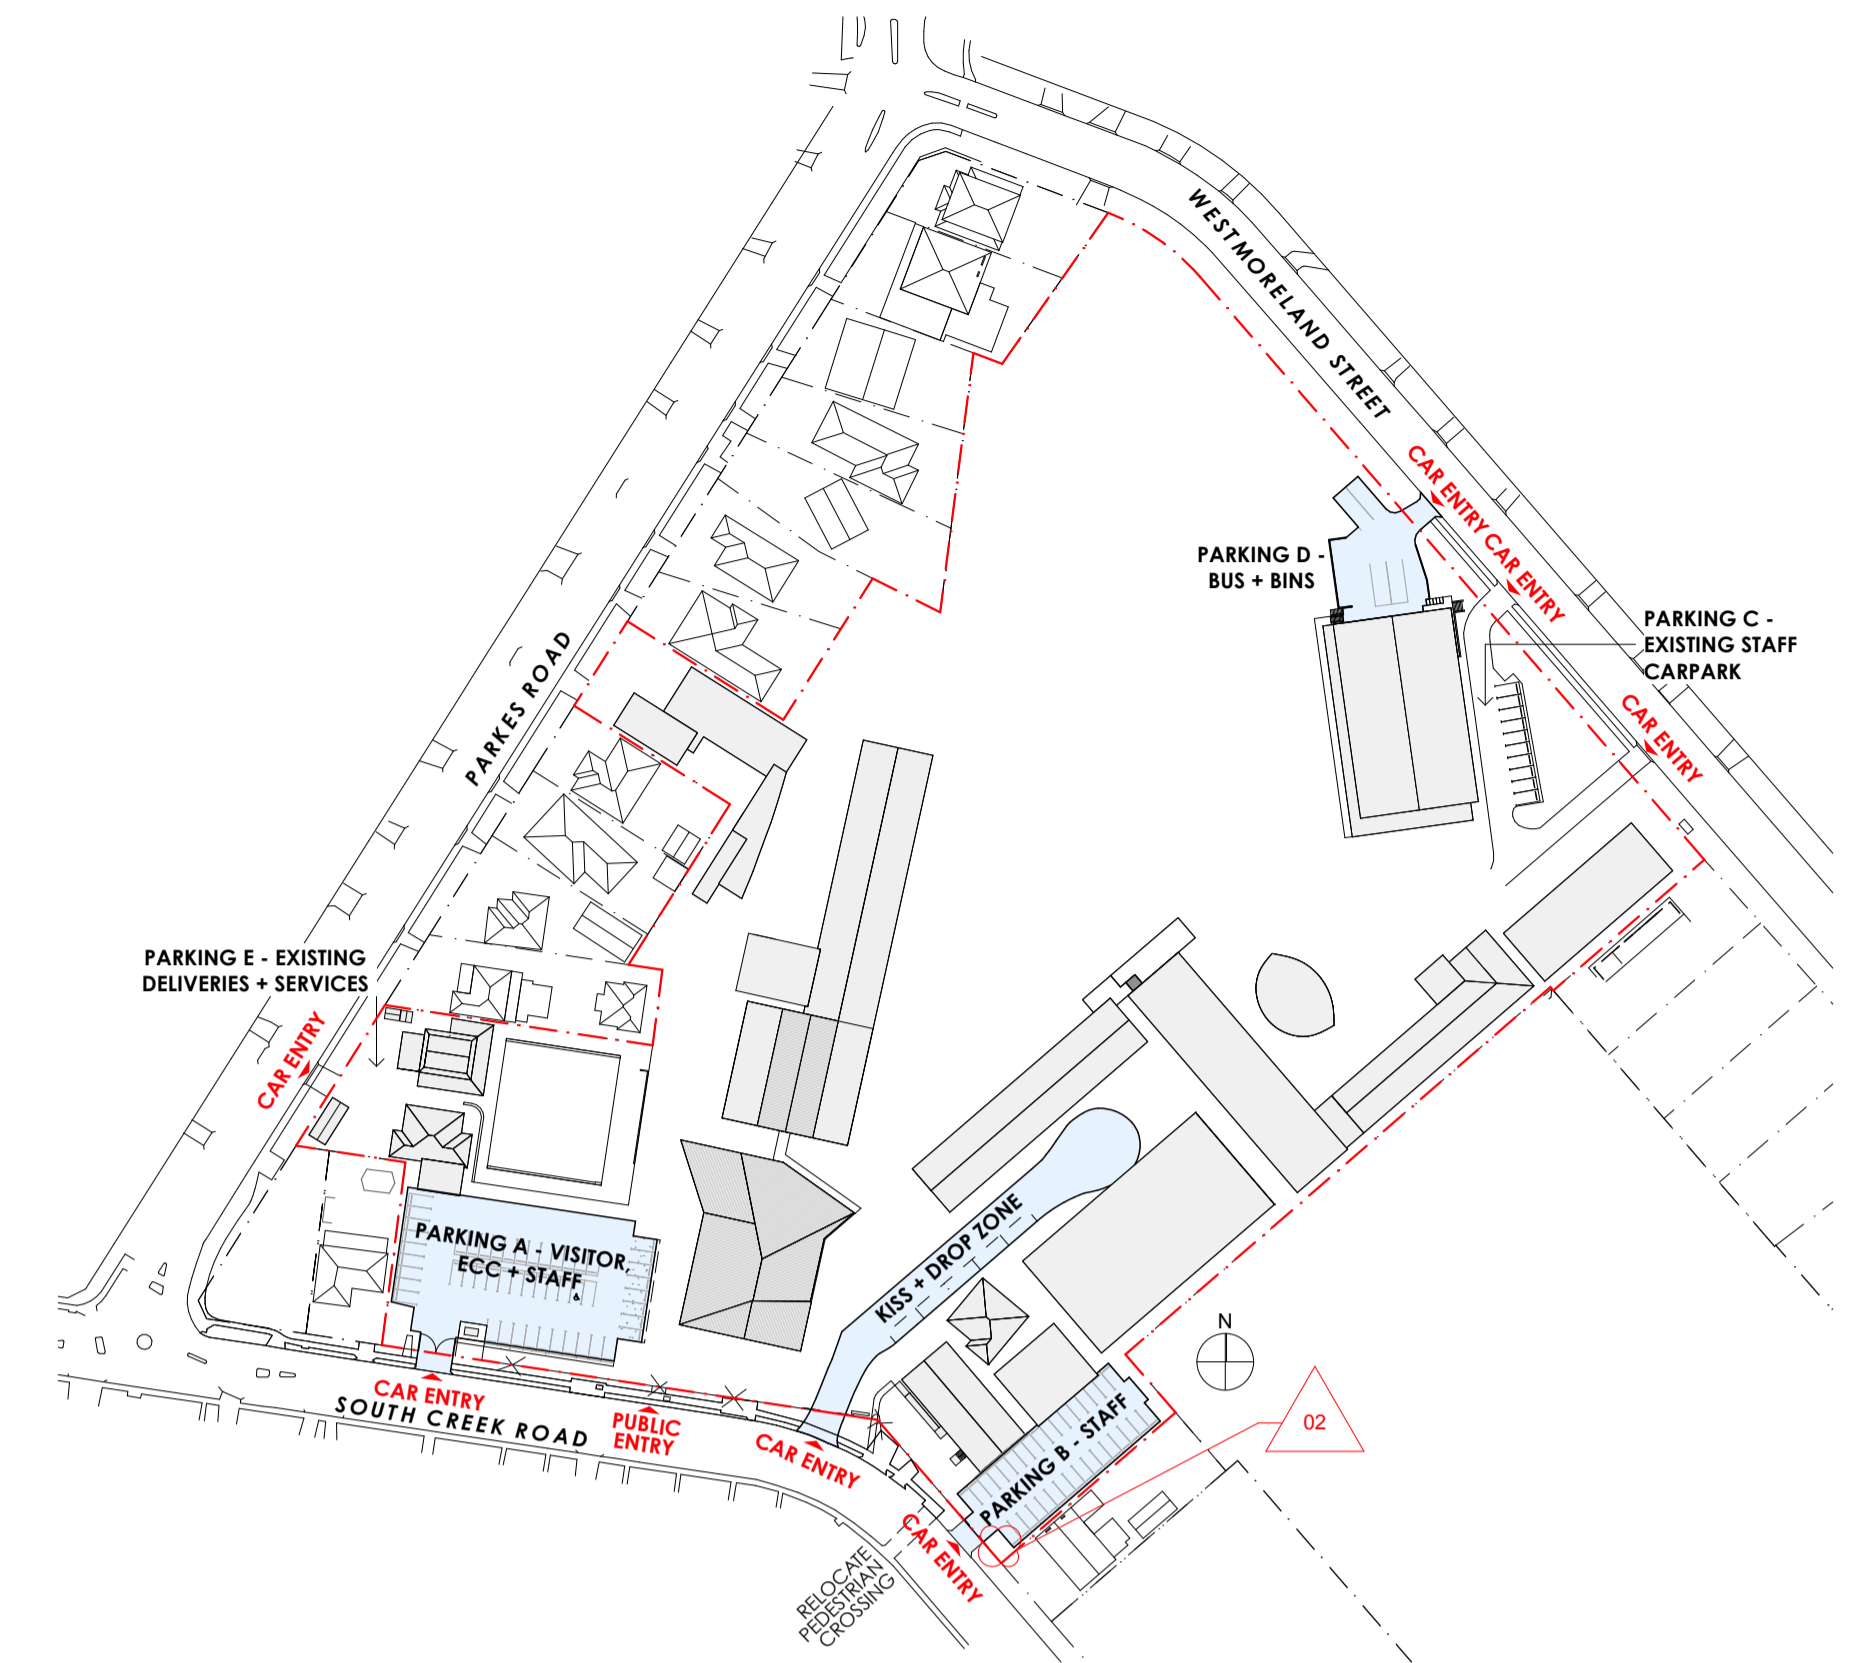 WESTMORELAND STREET
CAR ENTRY
CAR ENTRY
PARKING D -
BUS + BINS
PARKING C -
EXISTING STAFF
CARPARK
CAR ENTRY
PARKES ROAD
PARKING E - EXISTING
DELIVERIES + SERVICES
CAR ENTRY
PARKING A - VISITOR,
ECC + STAFF
KISS + DROP ZONE
N
CAR ENTRY
SOUTH CREEK ROAD
PUBLIC
ENTRY
CAR ENTRY
PARKING B - STAFF
02
CAR ENTRY
RELOCATE
PEDESTRIAN
CROSSING